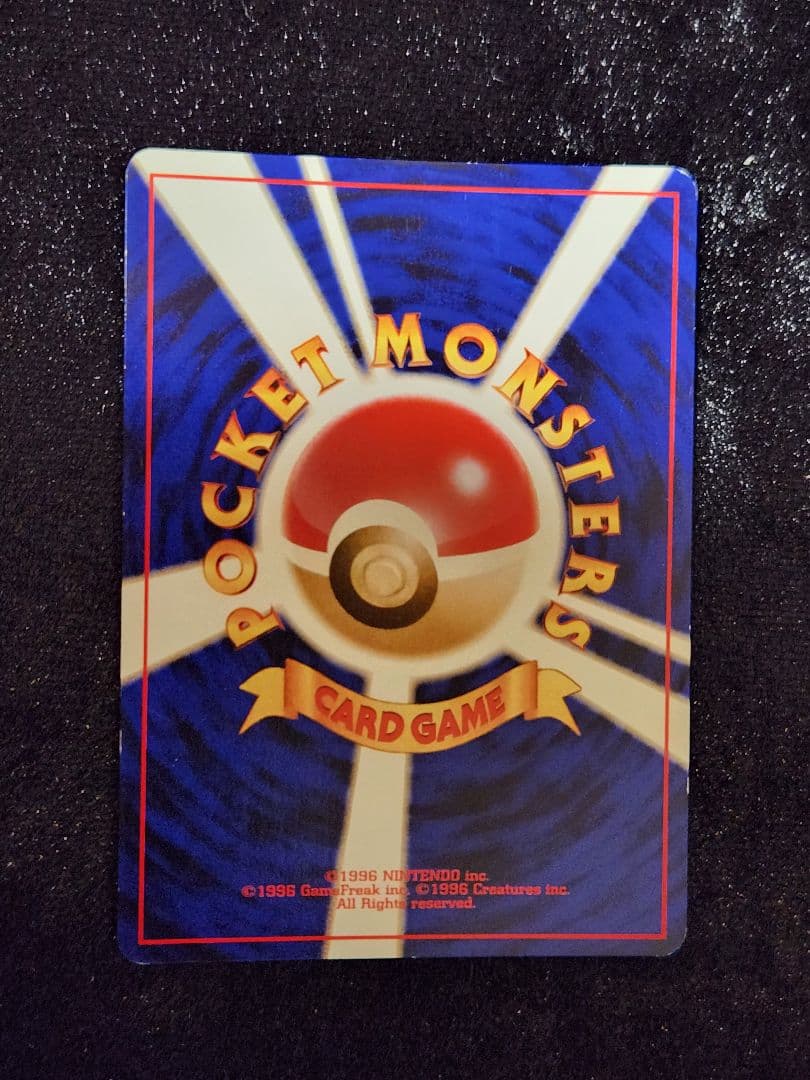 POCKET MONSTERS
CARD GAME
©1996 NINTENDO inc.
©1996 GameFreak inc. ©1996 Creatures inc.
All Rights reserved.